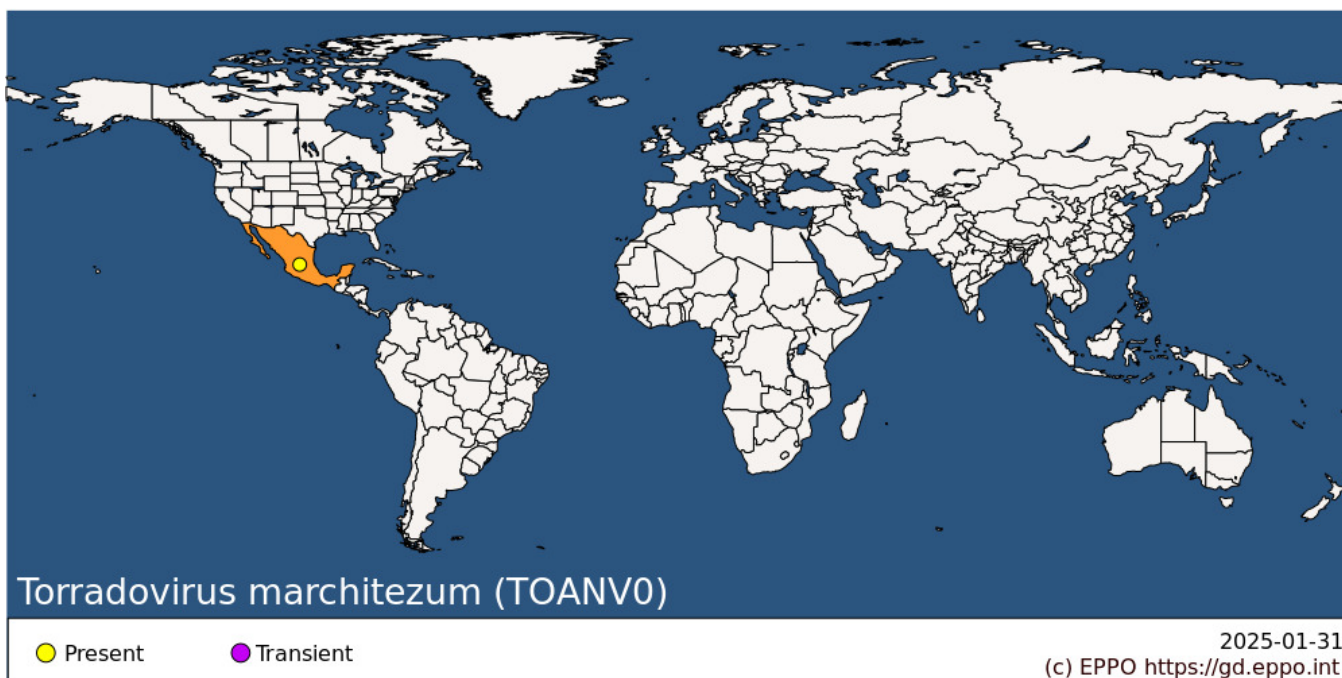 Torradovirus marchitezum (TOANV0)
Present
Transient
2025-01-31
(c) EPPO https://gd.eppo.int